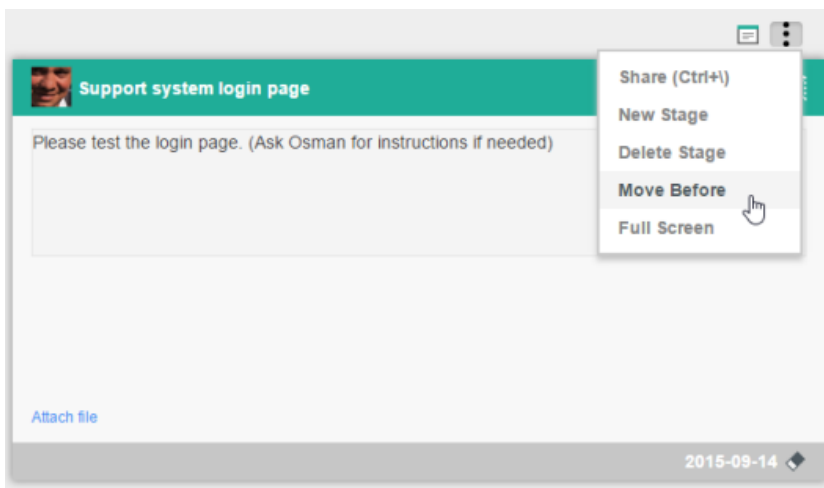 Support system login page
Please test the login page. (Ask Osman for instructions if needed)
Share (Ctrl+\)
New Stage
Delete Stage
Move Before
Full Screen
Attach file
2015-09-14